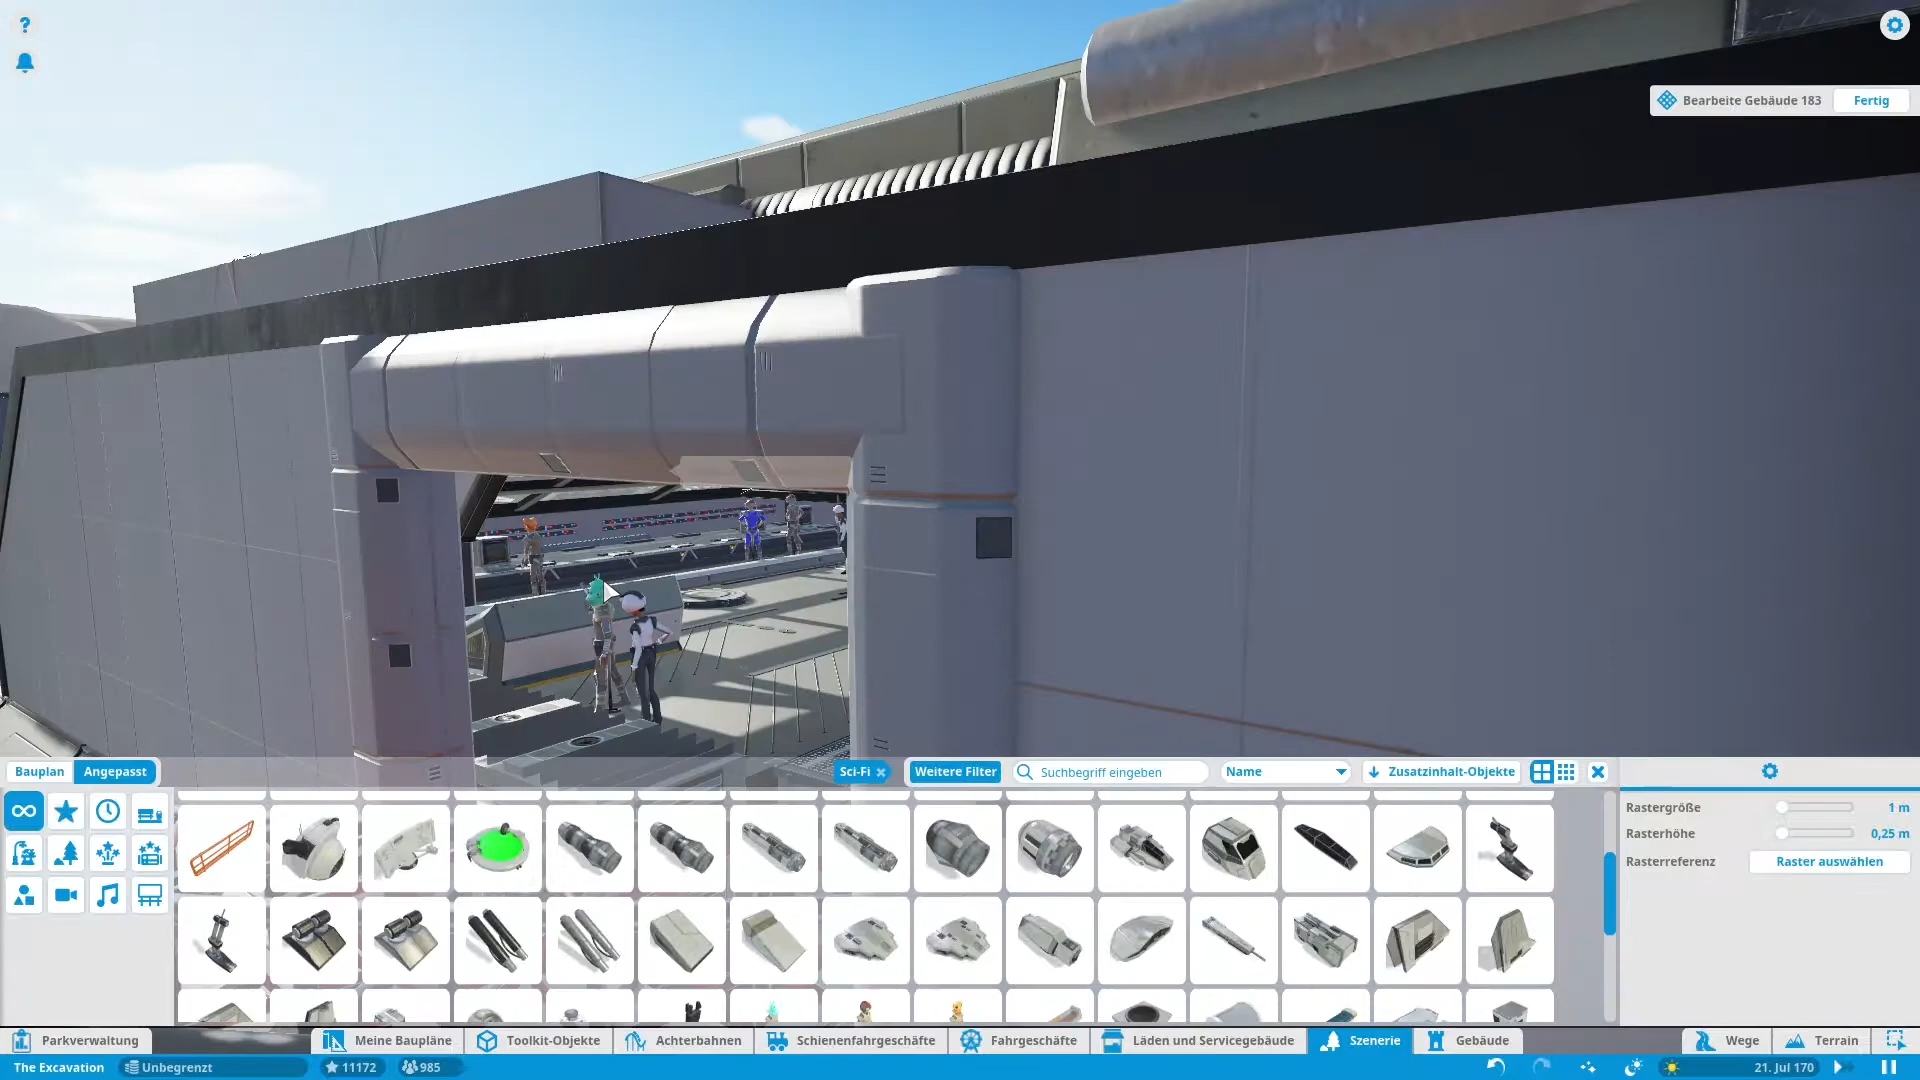 ?
Bearbeite Gebäude 183
Fertig
Bauplan
Angepasst
Sci-Fi
Weitere Filter
Suchbegriff eingeben
Name
Zusatzinhalt-Objekte
Rastergröße
1 m
Rasterhöhe
0,25 m
Rasterreferenz
Raster auswählen
Parkverwaltung
Meine Baupläne
Toolkit-Objekte
Achterbahnen
Schienenfahrgeschäfte
Fahrgeschäfte
Läden und Servicegebäude
Szenerie
Gebäude
Wege
Terrain
The Excavation
Unbegrenzt
11172
985
21. Jul 170